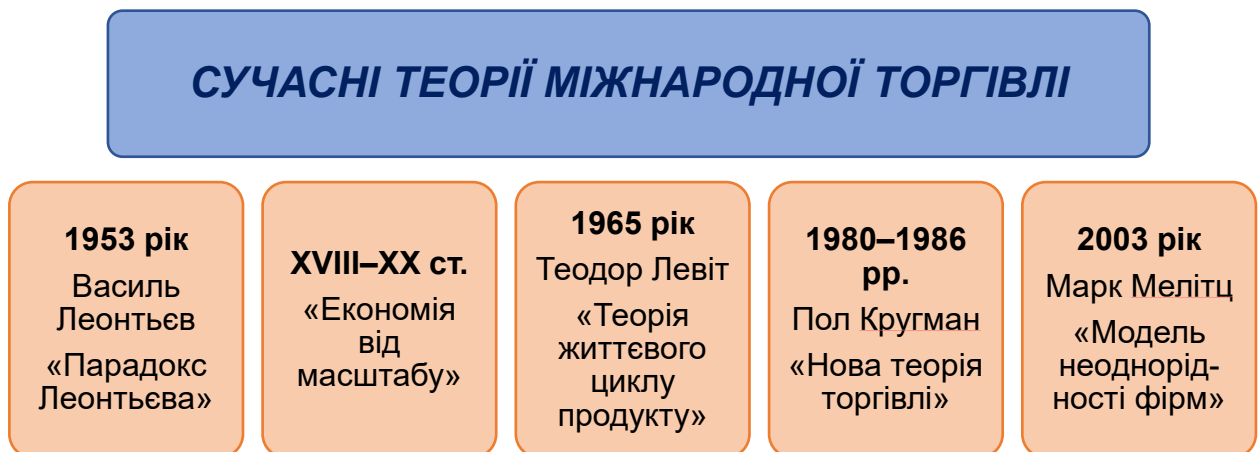 СУЧАСНІ ТЕОРІЇ МІЖНАРОДНОЇ ТОРГІВЛІ
1953 рік
Василь
Леонтьєв
«Парадокс
Леонтьєва»
XVIII–XX ст.
«Економія
від
масштабу»
1965 рік
Теодор Левіт
«Теорія
життєвого
циклу
продукту»
1980–1986
рр.
Пол Кругман
«Нова теорія
торгівлі»
2003 рік
Марк Мелітц
«Модель
неоднорід-
ності фірм»